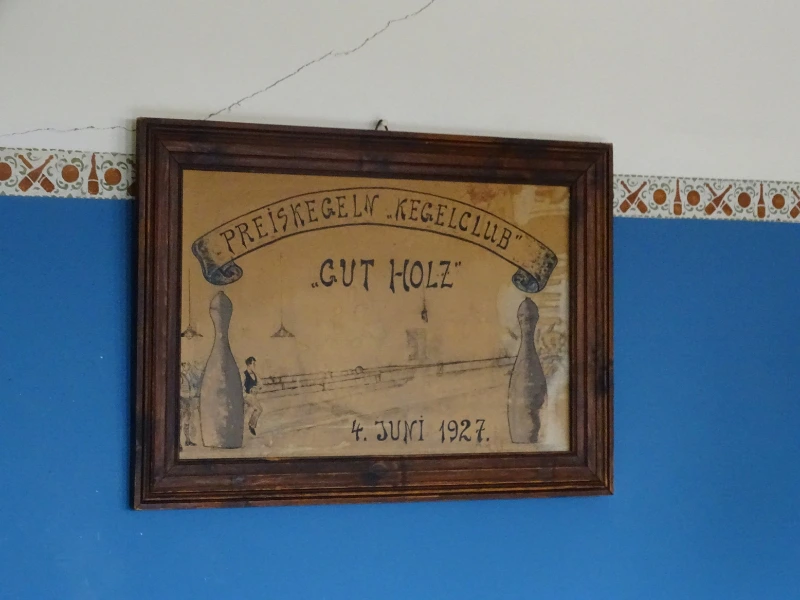 PREISKEGELN „KEGELCLUB"
„GUT HOLZ"
4. JUNI 1927.